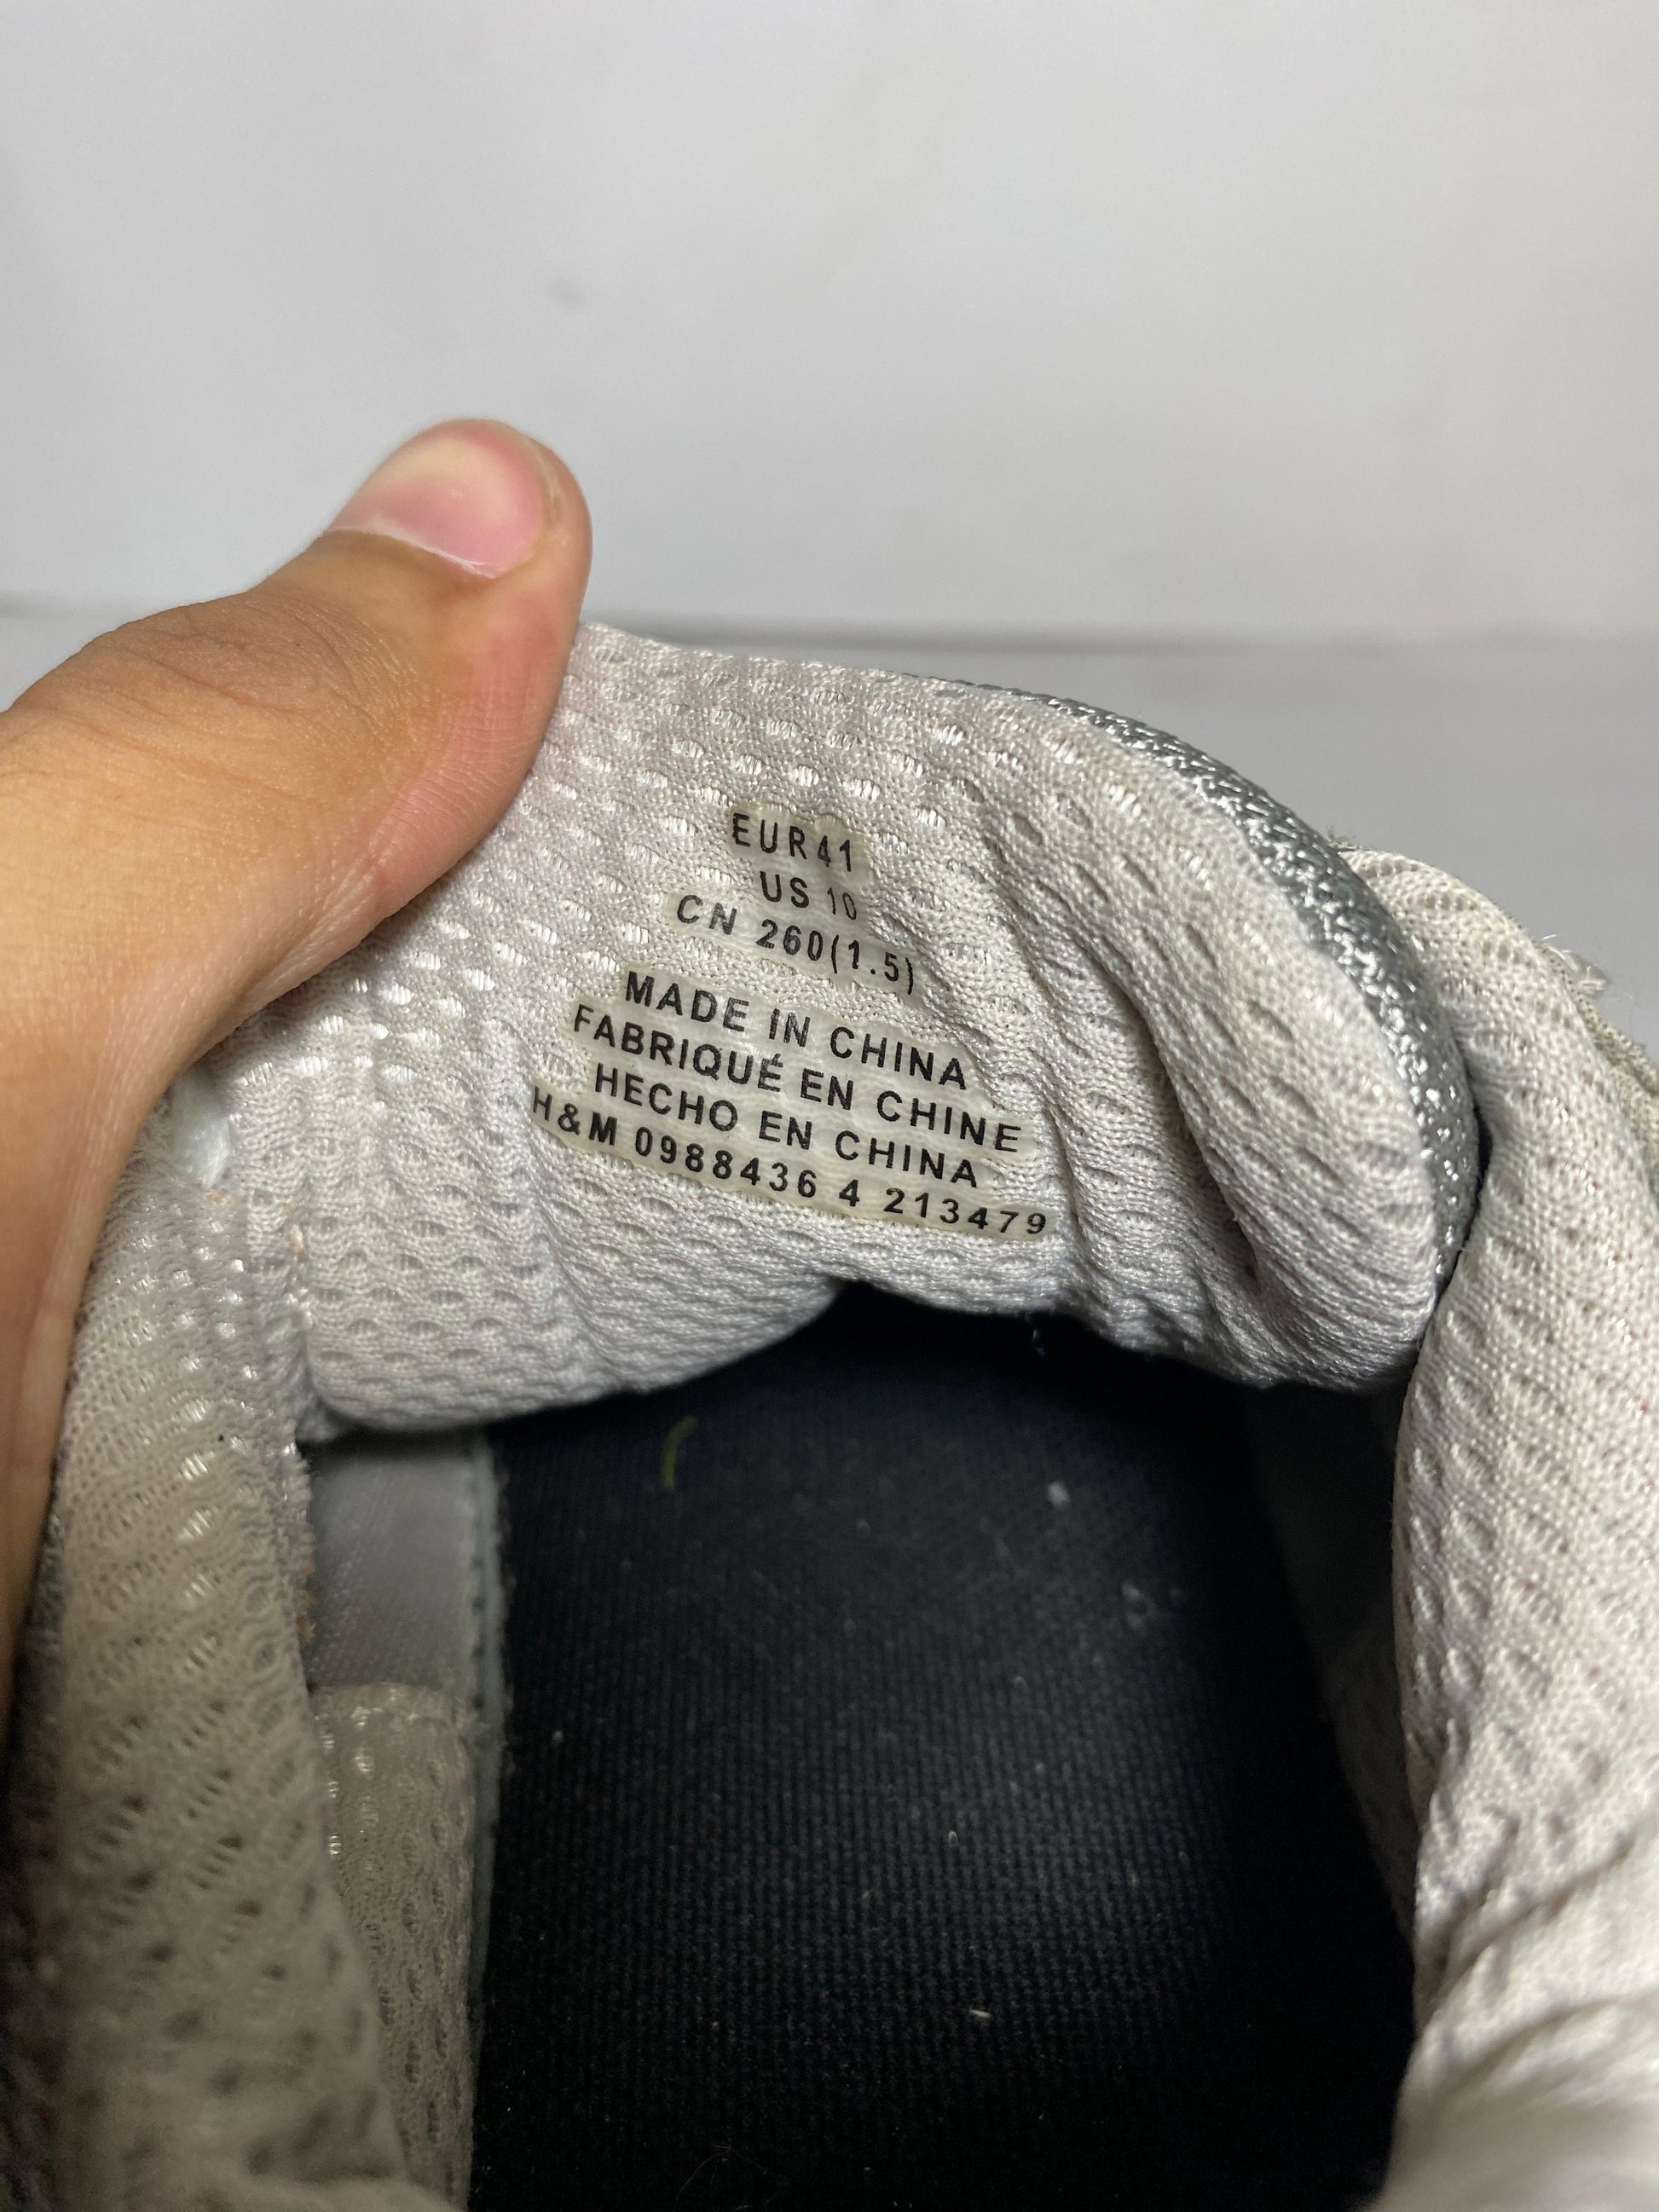 EUR41
US 10
CN 260(1.5)
MADE IN CHINA
FABRIQUÉ EN CHINE
HECHO EN CHINA
H&M 0988436 4 213479